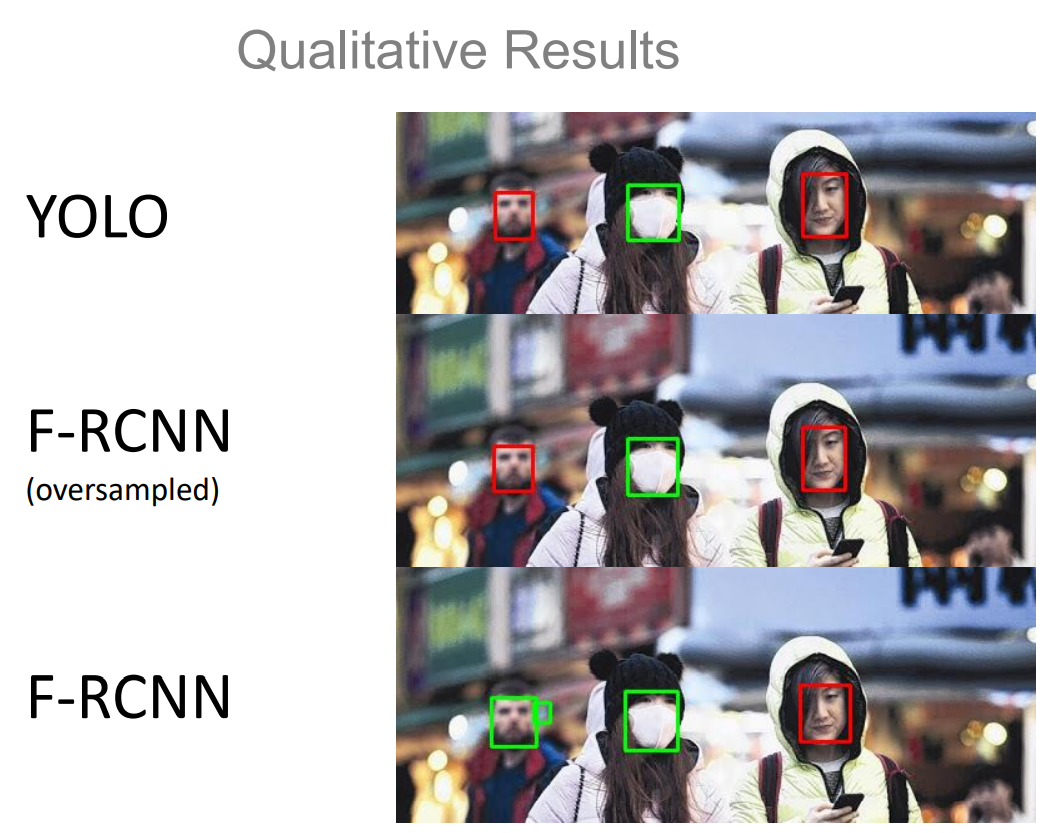 Qualitative Results
YOLO
F-RCNN
(oversampled)
F-RCNN